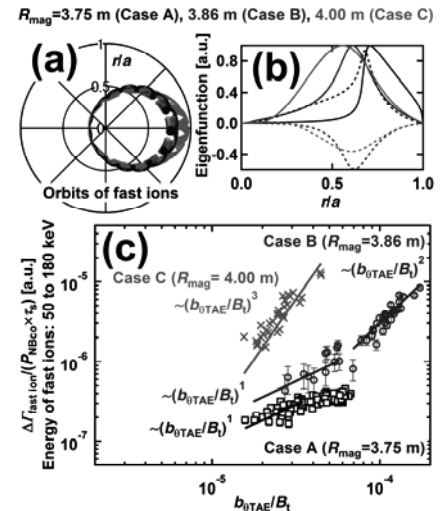 R_mag=3.75 m (Case A), 3.86 m (Case B), 4.00 m (Case C)
(a)
1
r/a
0.5
0
Orbits of fast ions
(b)
Eigenfunction [a.u.]
0.8
0.4
0.0
-0.4
0.0
0.5
1.0
r/a
(c)
Case B (R_mag=3.86 m)
Case C (R_mag= 4.00 m)
~(b_θTAE/B_t)^2
~(b_θTAE/B_t)^3
~(b_θTAE/B_t)^1
~(b_θTAE/B_t)^1
Case A (R_mag=3.75 m)
ΔΓ_fast ion/(P_NBco×τ_s) [a.u.]
Energy of fast ions: 50 to 180 keV
10^-5
10^-6
10^-7
10^-5
10^-4
b_θTAE/B_t